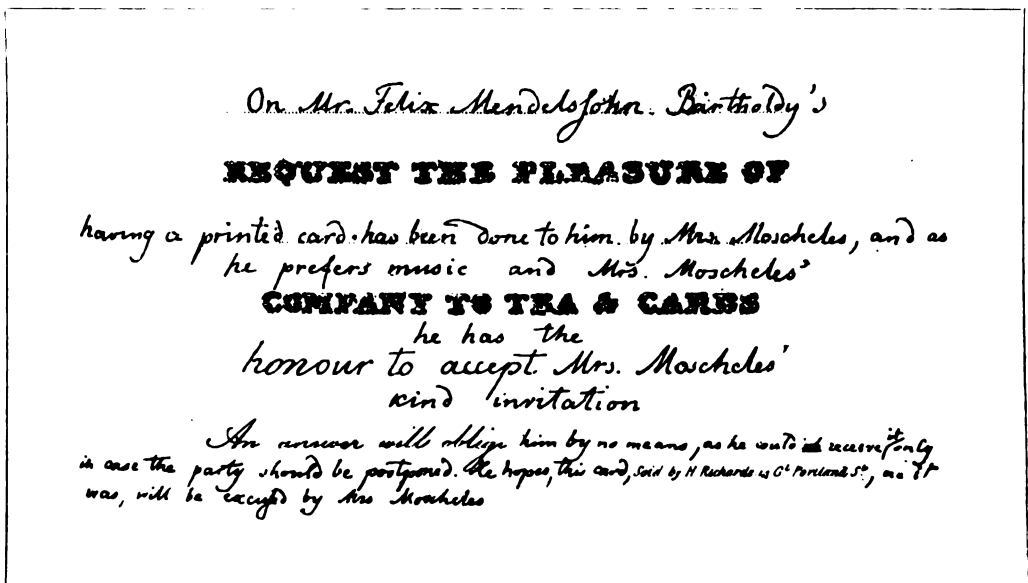 On Mr. Felix Mendelssohn Bartholdy's
REQUEST THE PLEASURE OF
having a printed card has been done to him by Mrs. Moscheles, and as
he prefers music and Mrs. Moscheles'
COMPANY TO TEA & CARDS
he has the
honour to accept Mrs. Moscheles'
kind invitation
An answer will oblige him by no means, as he would receive it only
in case the party should be postponed. He hopes, this card, Sold by H Richards Gt. Portland St., as it
was, will be excused by Mrs Moscheles